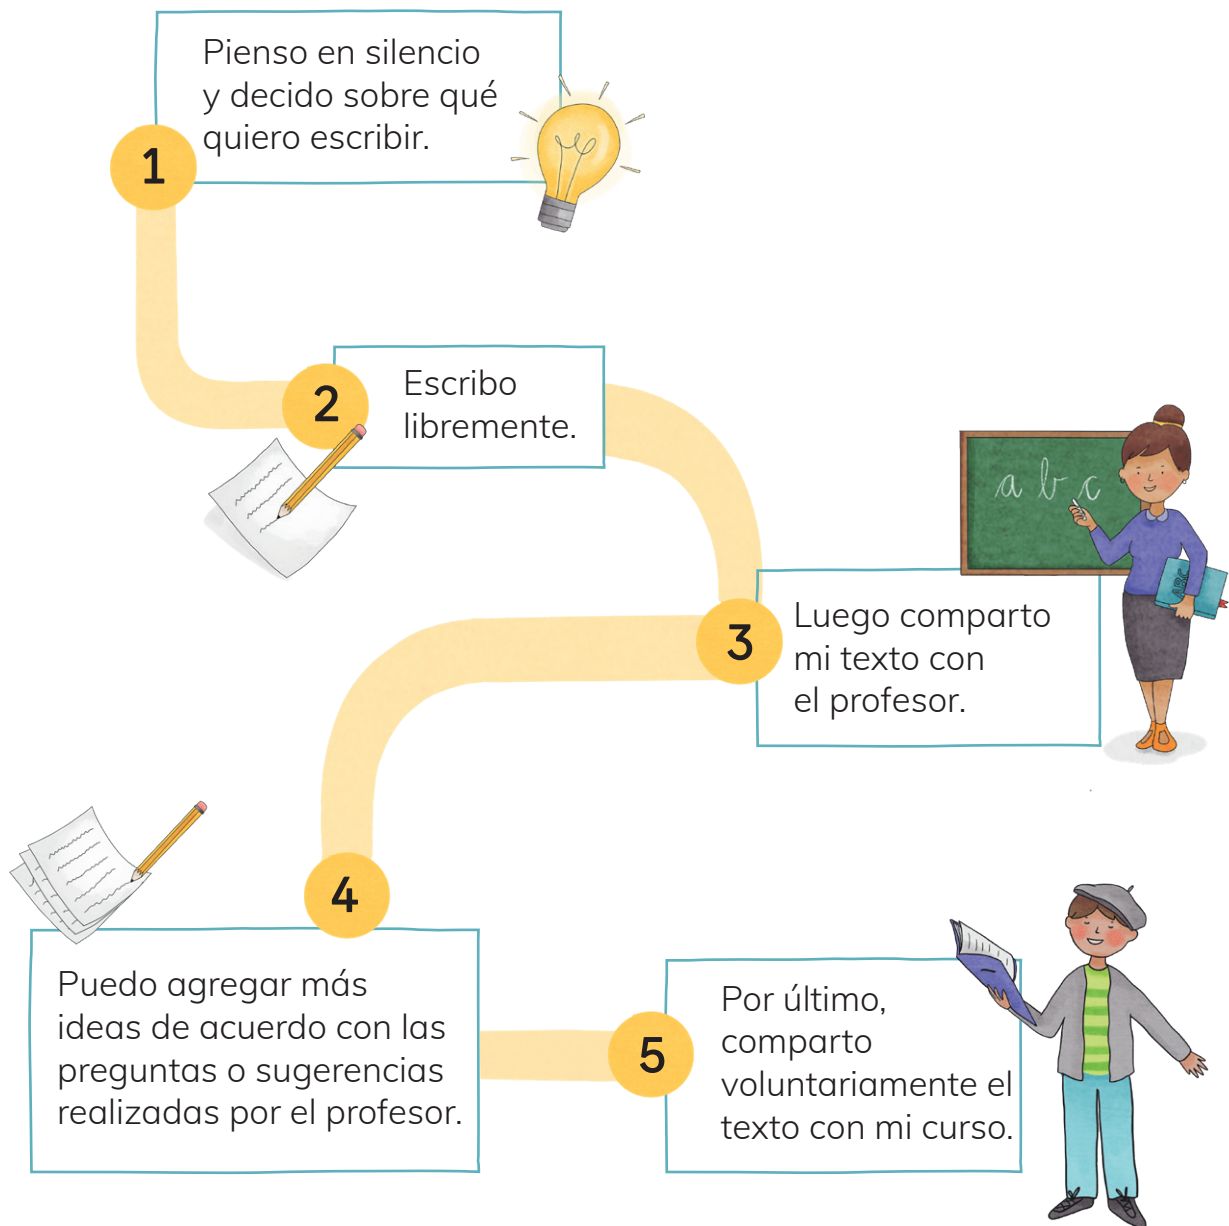 1
Pienso en silencio
y decido sobre qué
quiero escribir.
2
Escribo
libremente.
a b c
ABC
3
Luego comparto
mi texto con
el profesor.
4
Puedo agregar más
ideas de acuerdo con las
preguntas o sugerencias
realizadas por el profesor.
5
Por último,
comparto
voluntariamente el
texto con mi curso.